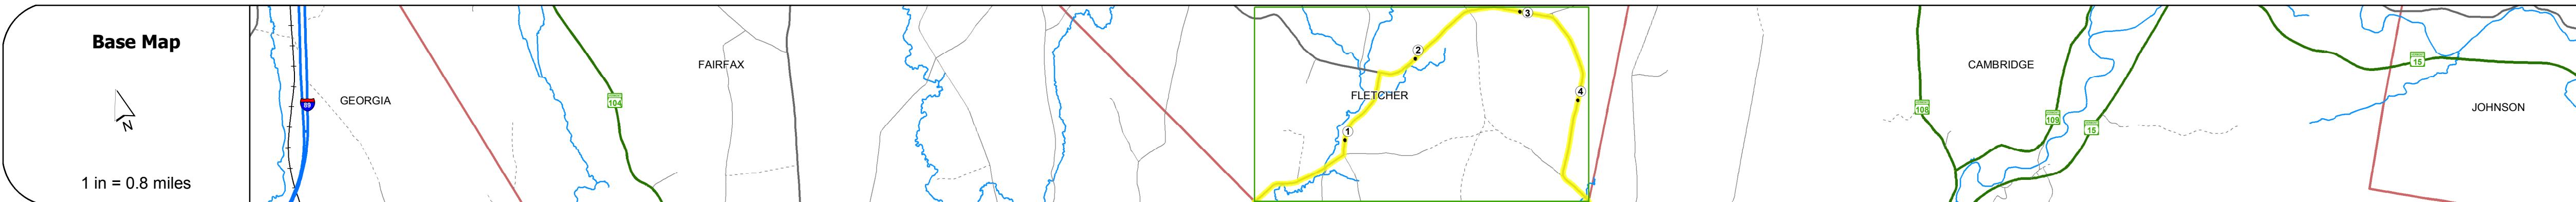 Base Map
N
1 in = 0.8 miles
89
GEORGIA
104
FAIRFAX
FLETCHER
1
2
3
4
108
CAMBRIDGE
109
15
15
JOHNSON